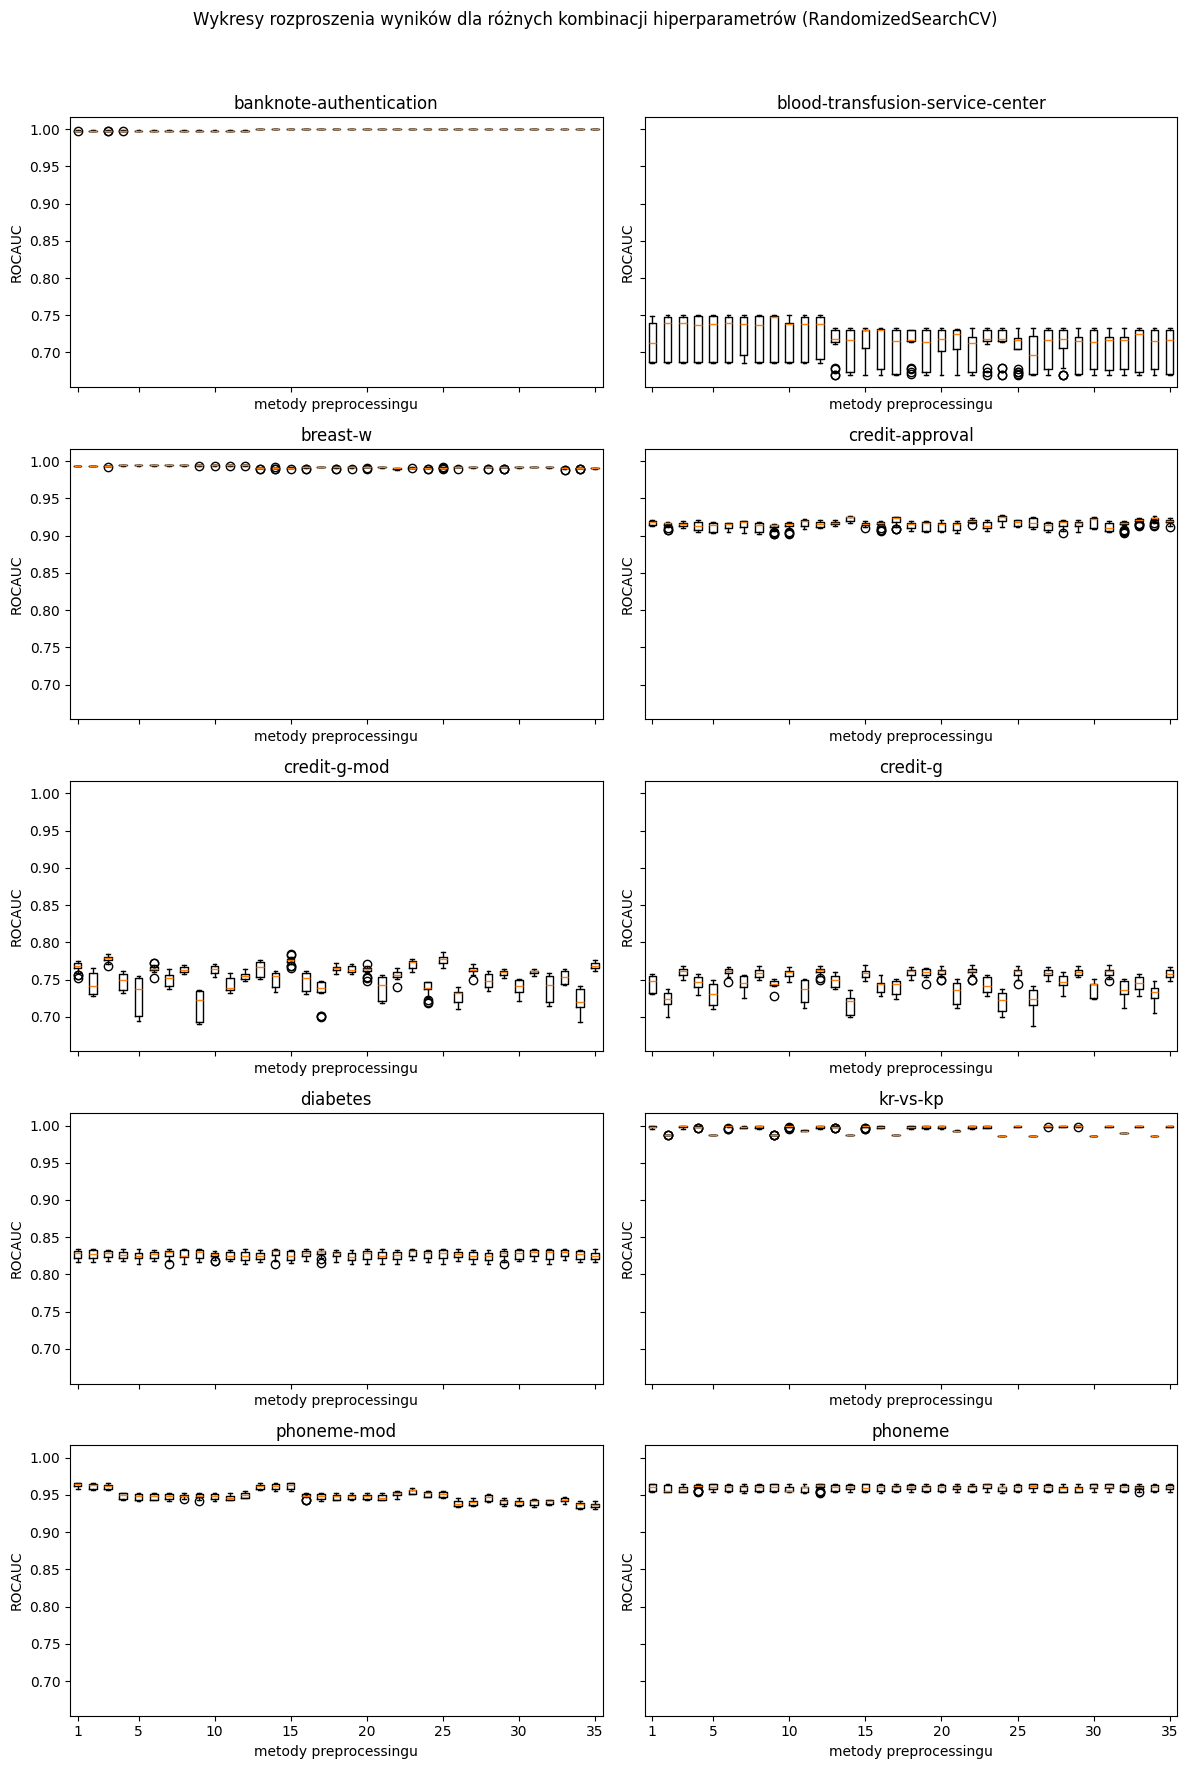 Wykresy rozproszenia wyników dla różnych kombinacji hiperparametrów (RandomizedSearchCV)
banknote-authentication
blood-transfusion-service-center
1.00
0.95
0.90
0.85
0.80
0.75
0.70
ROCAUC
ROCAUC
metody preprocessingu
metody preprocessingu
breast-w
credit-approval
1.00
0.95
0.90
0.85
0.80
0.75
0.70
ROCAUC
ROCAUC
metody preprocessingu
metody preprocessingu
credit-g-mod
credit-g
1.00
0.95
0.90
0.85
0.80
0.75
0.70
ROCAUC
ROCAUC
metody preprocessingu
metody preprocessingu
diabetes
kr-vs-kp
1.00
0.95
0.90
0.85
0.80
0.75
0.70
ROCAUC
ROCAUC
metody preprocessingu
metody preprocessingu
phoneme-mod
phoneme
1.00
0.95
0.90
0.85
0.80
0.75
0.70
ROCAUC
ROCAUC
1 5 10 15 20 25 30 35
1 5 10 15 20 25 30 35
metody preprocessingu
metody preprocessingu